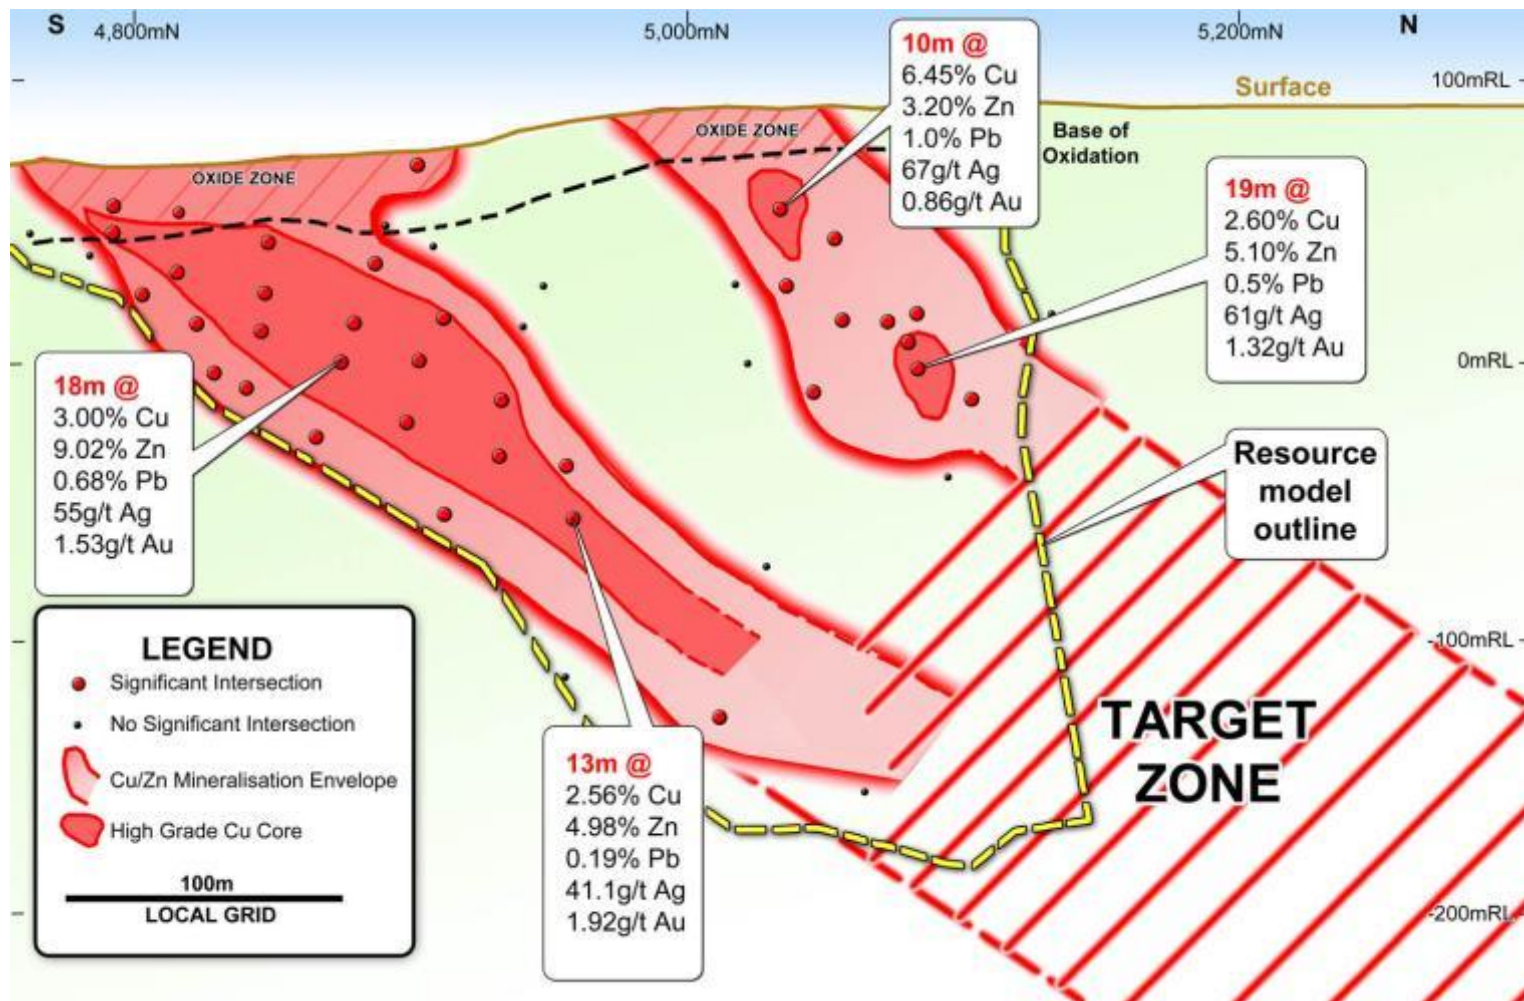 S
4,800mN
5,000mN
5,200mN
N
100mRL
Surface
10m @
6.45% Cu
3.20% Zn
1.0% Pb
67g/t Ag
0.86g/t Au
OXIDE ZONE
Base of
Oxidation
OXIDE ZONE
19m @
2.60% Cu
5.10% Zn
0.5% Pb
61g/t Ag
1.32g/t Au
0mRL
18m @
3.00% Cu
9.02% Zn
0.68% Pb
55g/t Ag
1.53g/t Au
Resource
model
outline
-100mRL
LEGEND
Significant Intersection
No Significant Intersection
Cu/Zn Mineralisation Envelope
High Grade Cu Core
100m
LOCAL GRID
TARGET
ZONE
13m @
2.56% Cu
4.98% Zn
0.19% Pb
41.1g/t Ag
1.92g/t Au
-200mRL